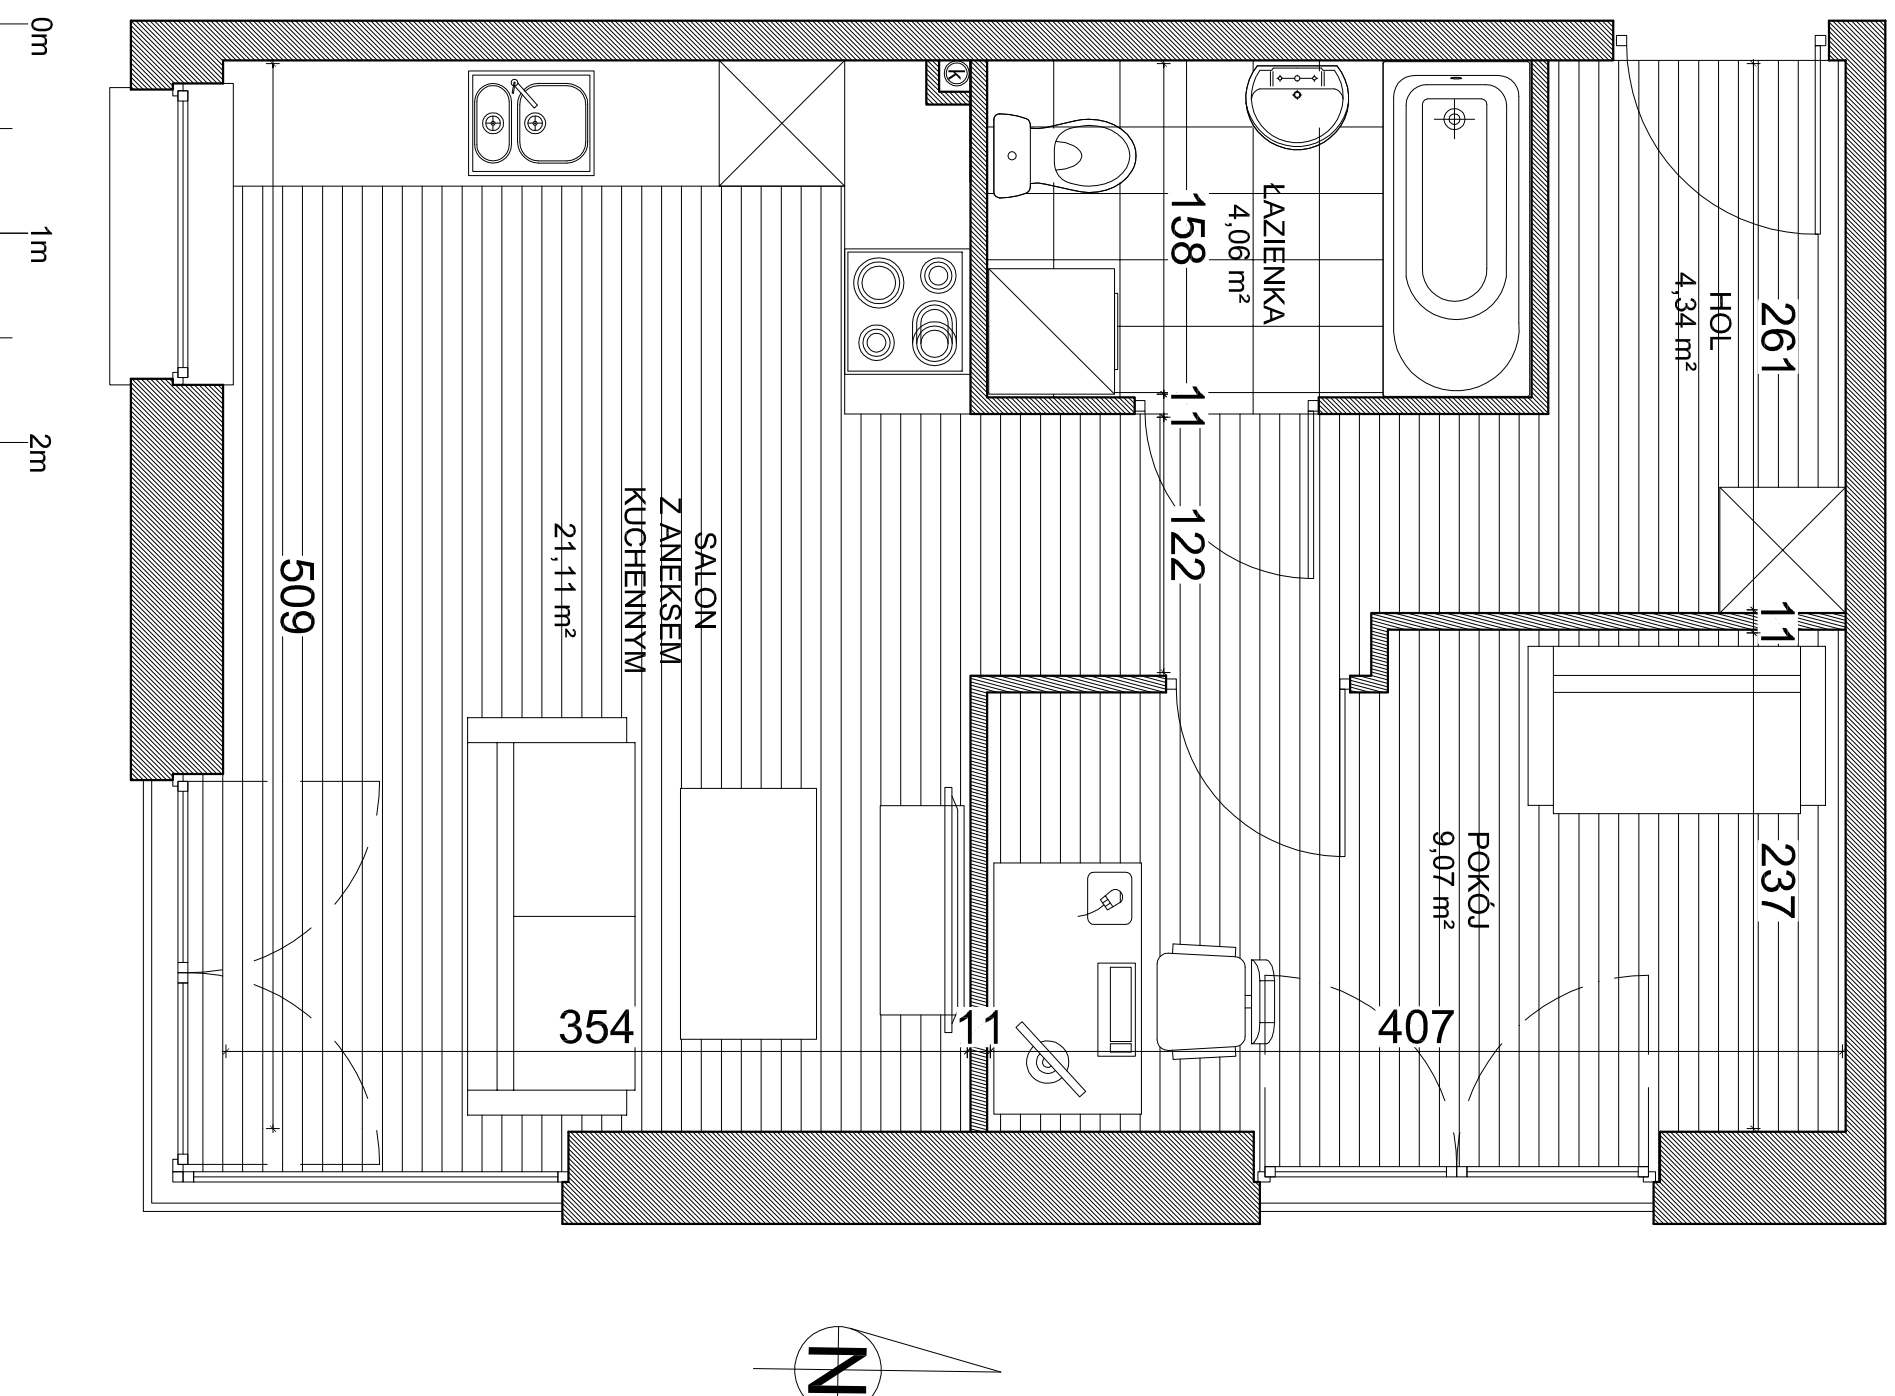 0m
1m
2m
k
ŁAZIENKA
4,06 m²
158
11
122
HOL
4,34 m²
261
11
237
SALON
Z ANEKSEM
KUCHENNYM
21,11 m²
509
POKÓJ
9,07 m²
354
11
407
N